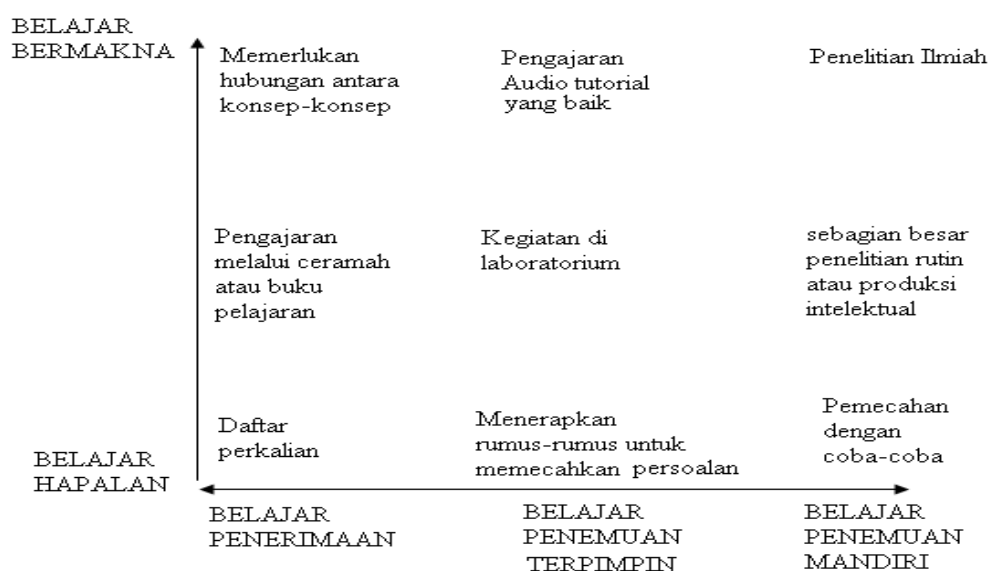 BELAJAR
BERMAKNA
Memerlukan
hubungan antara
konsep-konsep
Pengajaran
Audio tutorial
yang baik
Penelitian Ilmiah
Pengajaran
melalui ceramah
atau buku
pelajaran
Kegiatan di
laboratorium
sebagian besar
penelitian rutin
atau produksi
intelektual
Daftar
perkalian
Menerapkan
rumus-rumus untuk
memecahkan persoalan
Pemecahan
dengan
coba-coba
BELAJAR
HAPALAN
BELAJAR
PENERIMAAN
BELAJAR
PENEMUAN
TERPIMPIN
BELAJAR
PENEMUAN
MANDIRI